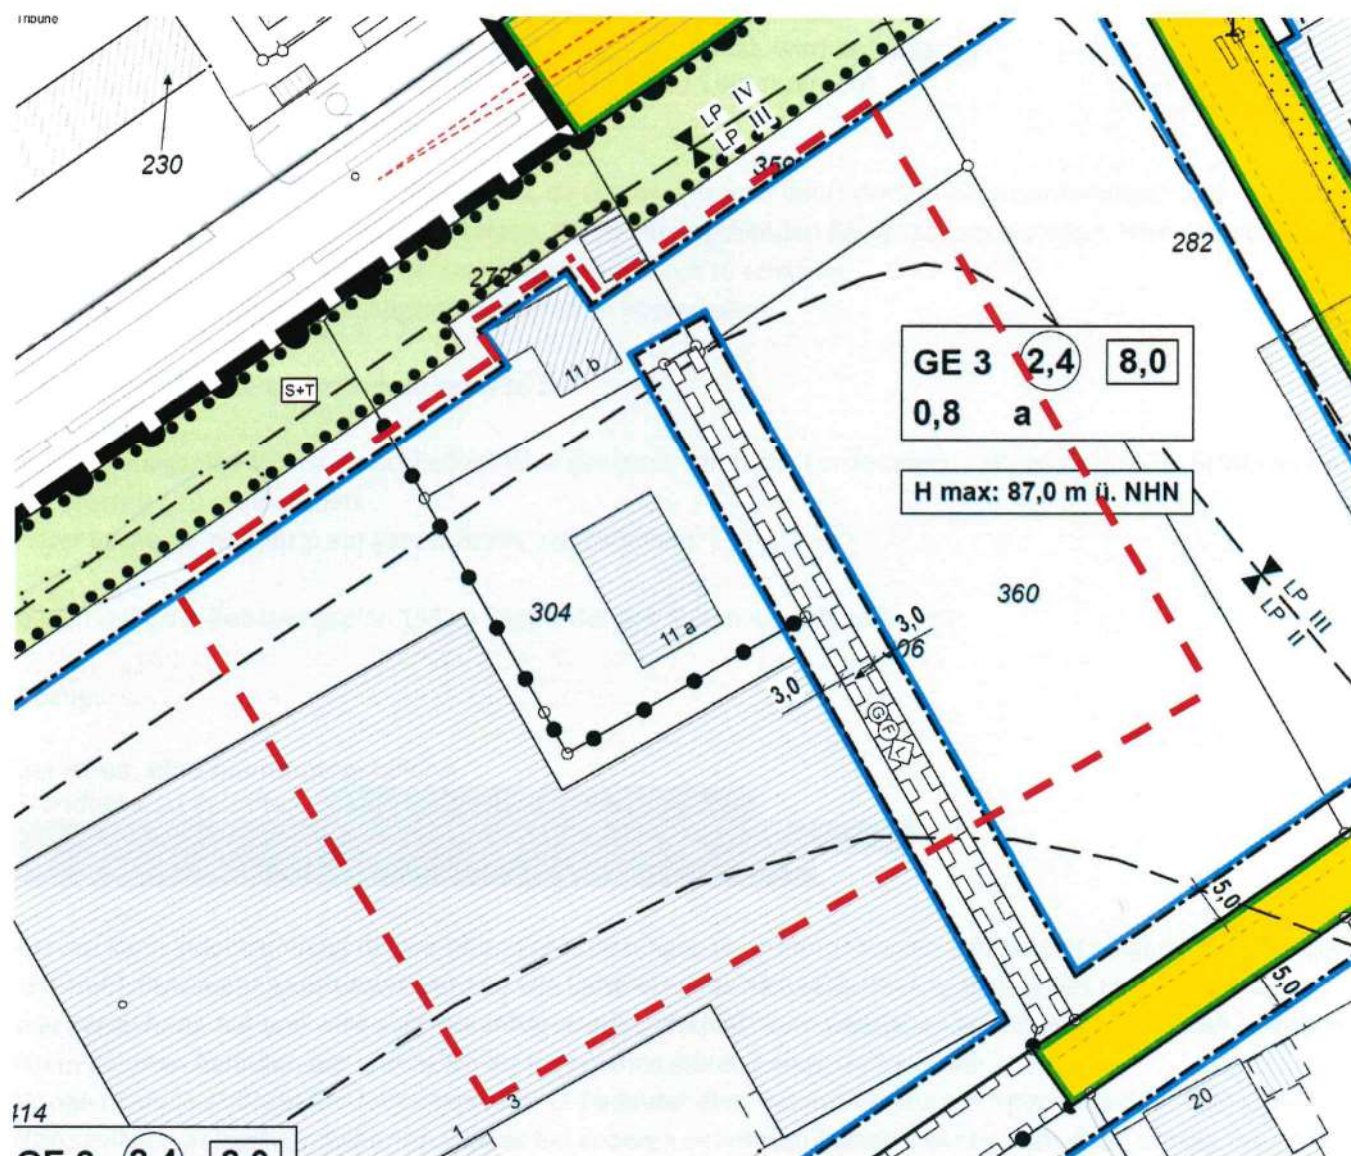 Tribüne
230
LP IV
LP III
359
282
272
11 b
S+T
GE 3 2,4 8,0
0,8 a
H max: 87,0 m ü. NHN
360
LP III
LP II
304
11 a
3,0
3,0
G F L
5,0
5,0
3
1
20
414